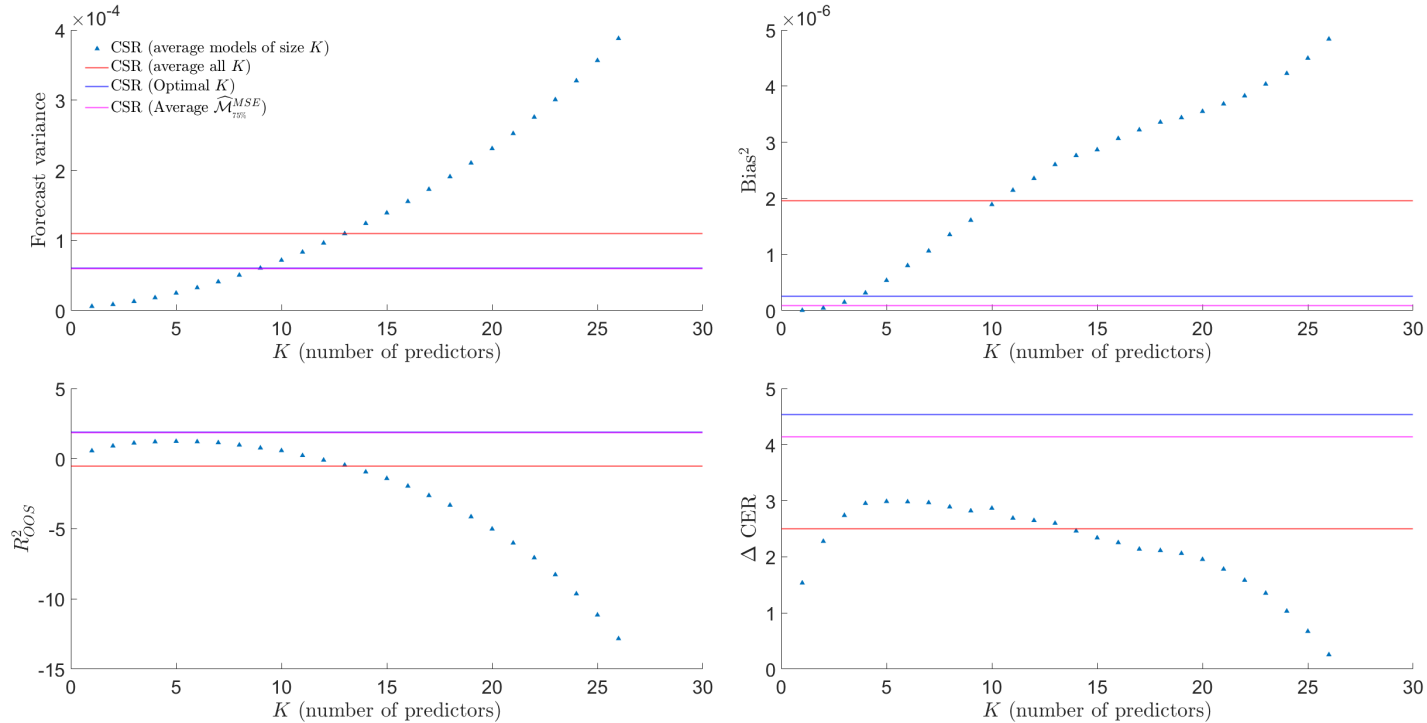 ×10⁻⁴
4
3
2
1
0
Forecast variance
CSR (average models of size K)
CSR (average all K)
CSR (Optimal K)
CSR (Average M̂₇₅%^MSE)
0 5 10 15 20 25 30
K (number of predictors)
×10⁻⁶
5
4
3
2
1
0
Bias²
0 5 10 15 20 25 30
K (number of predictors)
5
0
-5
-10
-15
R²OOS
0 5 10 15 20 25 30
K (number of predictors)
5
4
3
2
1
0
Δ CER
0 5 10 15 20 25 30
K (number of predictors)